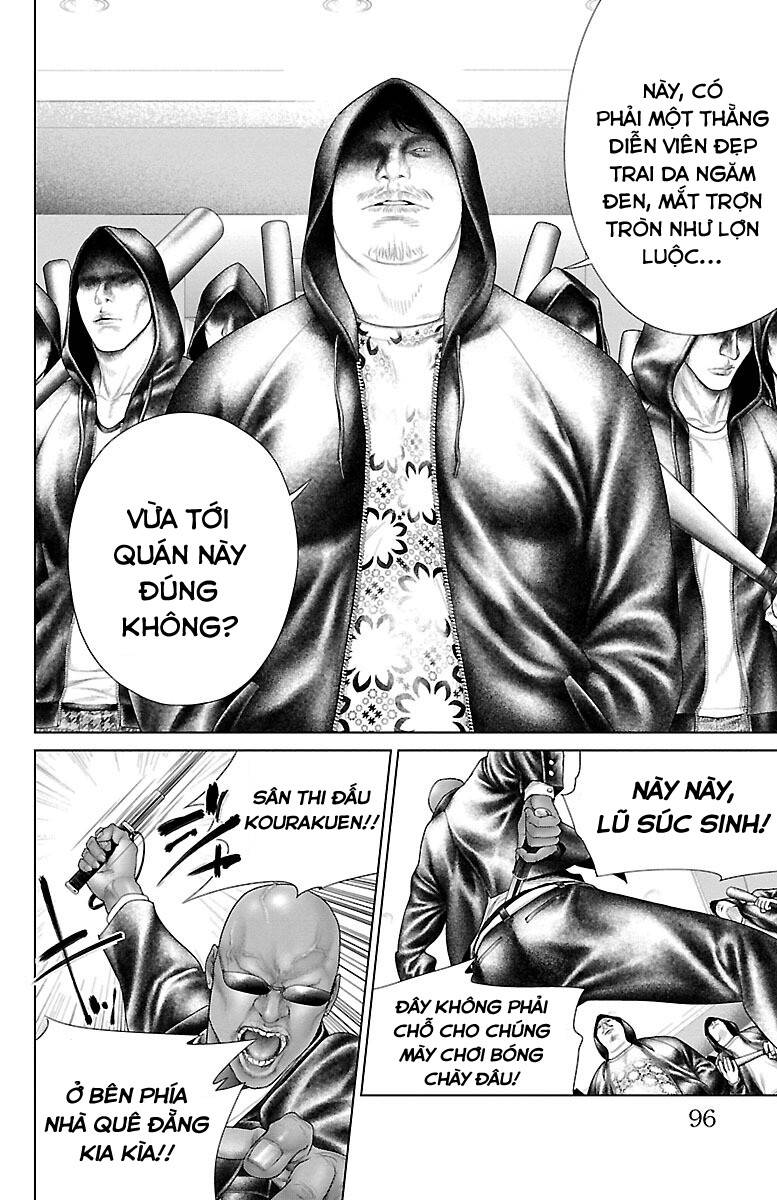 NÀY, CÓ
PHẢI MỘT THẰNG
DIỄN VIÊN ĐẸP
TRAI DA NGĂM
ĐEN, MẮT TRỢN
TRÒN NHƯ LỢN
LUỘC...
VỪA TỚI
QUÁN NÀY
ĐÚNG
KHÔNG?
NÀY NÀY,
LŨ SÚC SINH!
ĐÂY KHÔNG PHẢI
CHỖ CHO CHÚNG
MÀY CHƠI BÓNG
CHÀY ĐÂU!
SÂN THI ĐẤU
KOURAKUEN!!
Ở BÊN PHÍA
NHÀ QUÊ ĐẰNG
KIA KÌA!!
96